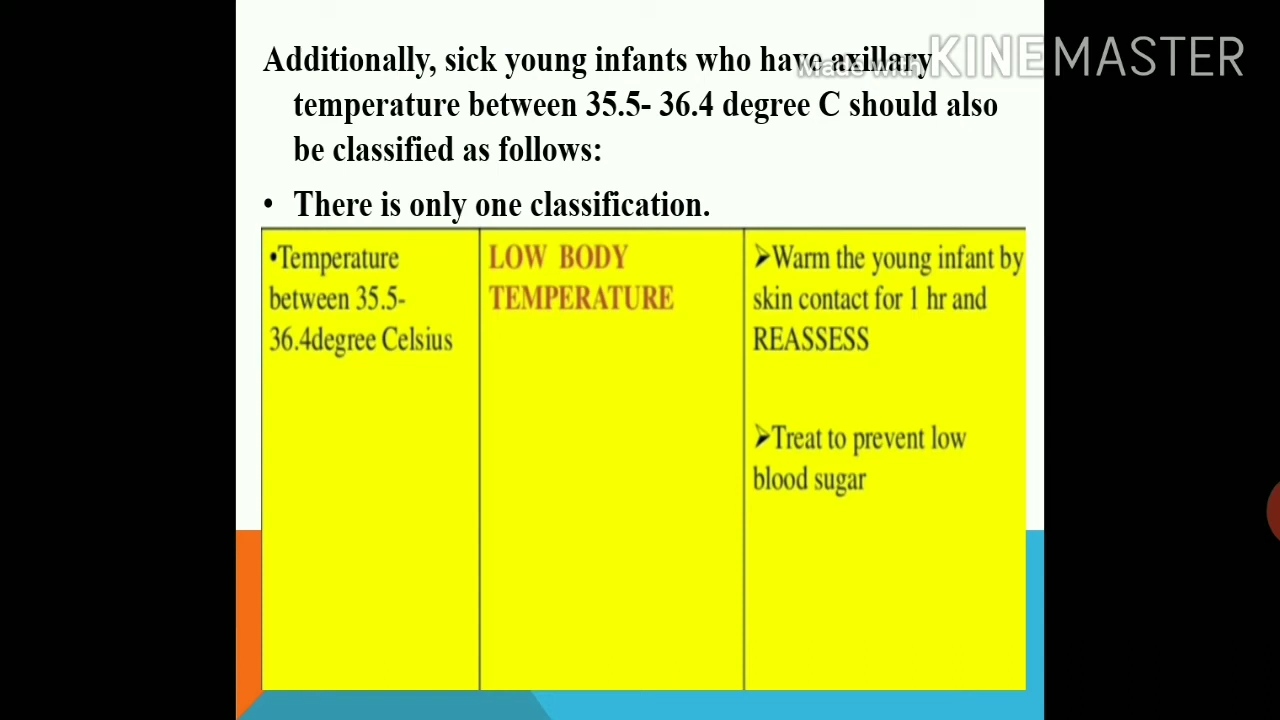 Made with KINEMASTER
Additionally, sick young infants who have axillary
temperature between 35.5- 36.4 degree C should also
be classified as follows:
• There is only one classification.
•Temperature
between 35.5-
36.4degree Celsius
LOW BODY
TEMPERATURE
➢Warm the young infant by
skin contact for 1 hr and
REASSESS
➢Treat to prevent low
blood sugar